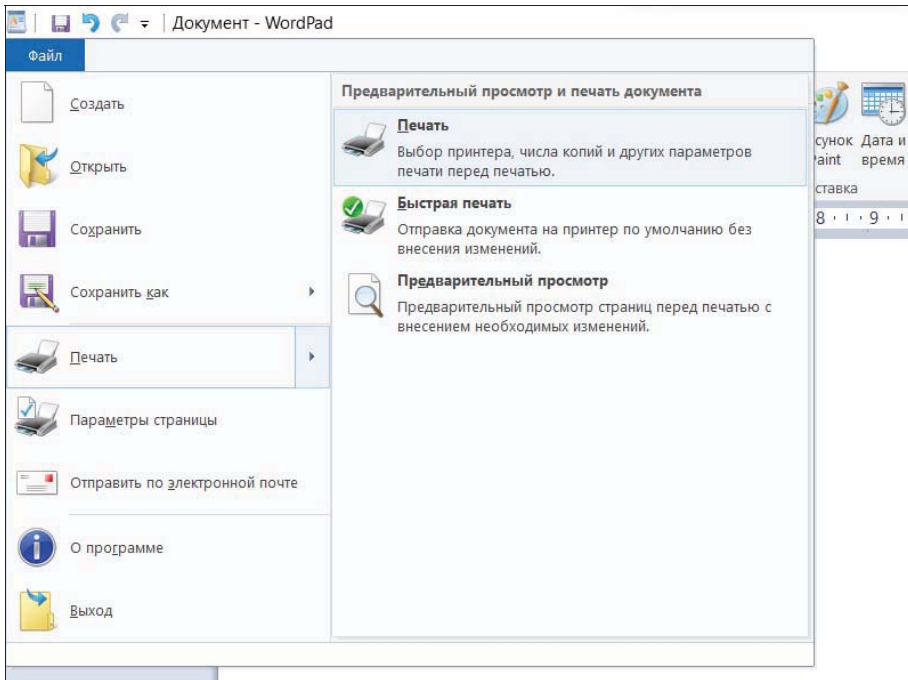 Документ - WordPad
Файл
Создать
Открыть
Сохранить
Сохранить как
Печать
Параметры страницы
Отправить по электронной почте
О программе
Выход
Предварительный просмотр и печать документа
Печать
Выбор принтера, числа копий и других параметров
печати перед печатью.
Быстрая печать
Отправка документа на принтер по умолчанию без
внесения изменений.
Предварительный просмотр
Предварительный просмотр страниц перед печатью с
внесением необходимых изменений.
сунок Дата и
aint время
ставка
8 9